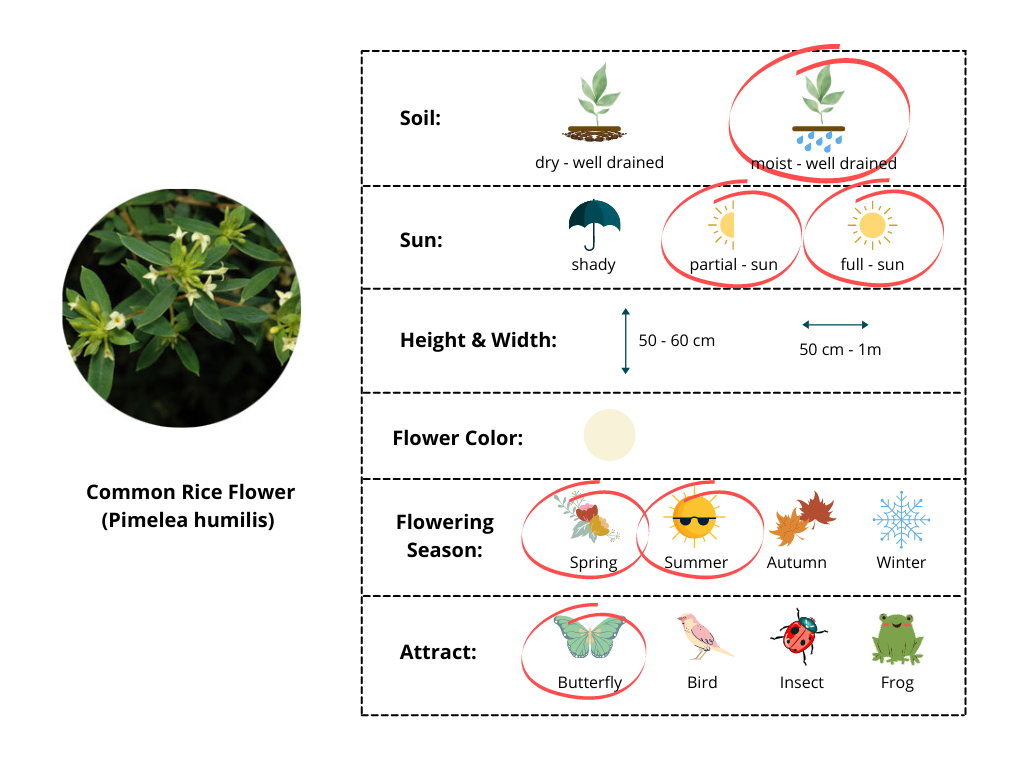 Soil:
dry - well drained
moist - well drained
Sun:
shady
partial - sun
full - sun
Height & Width:
50 - 60 cm
50 cm - 1m
Flower Color:
Common Rice Flower
(Pimelea humilis)
Flowering
Season:
Spring
Summer
Autumn
Winter
Attract:
Butterfly
Bird
Insect
Frog